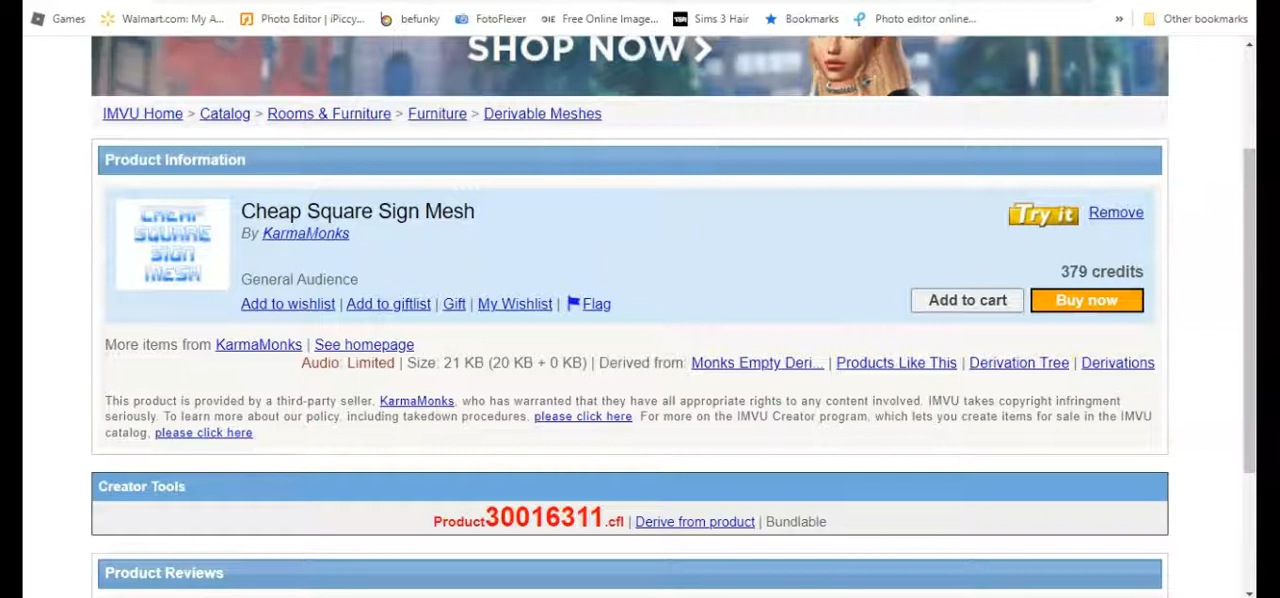 Games Walmart.com: My A... Photo Editor | iPiccy... befunky FotoFlexer Free Online Image... Sims 3 Hair Bookmarks Photo editor online... » Other bookmarks
SHOP NOW >
IMVU Home > Catalog > Rooms & Furniture > Furniture > Derivable Meshes
Product Information
CHEAP
SQUARE
SIGN
MESH
Cheap Square Sign Mesh
By KarmaMonks
Try it Remove
General Audience
379 credits
Add to wishlist | Add to giftlist | Gift | My Wishlist | Flag
Add to cart Buy now
More items from KarmaMonks | See homepage
Audio: Limited | Size: 21 KB (20 KB + 0 KB) | Derived from: Monks Empty Deri... | Products Like This | Derivation Tree | Derivations
This product is provided by a third-party seller, KarmaMonks, who has warranted that they have all appropriate rights to any content involved. IMVU takes copyright infringment
seriously. To learn more about our policy, including takedown procedures, please click here For more on the IMVU Creator program, which lets you create items for sale in the IMVU
catalog, please click here
Creator Tools
Product30016311.cfl | Derive from product | Bundlable
Product Reviews